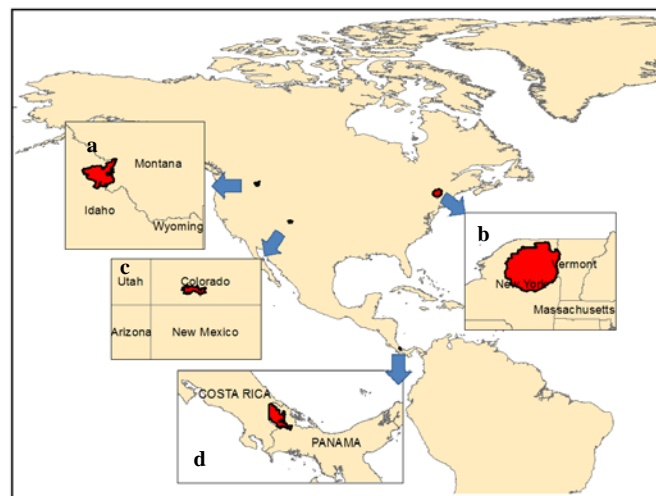 a
Montana
Idaho
Wyoming
b
Vermont
New York
Massachusetts
c
Utah
Colorado
Arizona
New Mexico
COSTA RICA
PANAMA
d